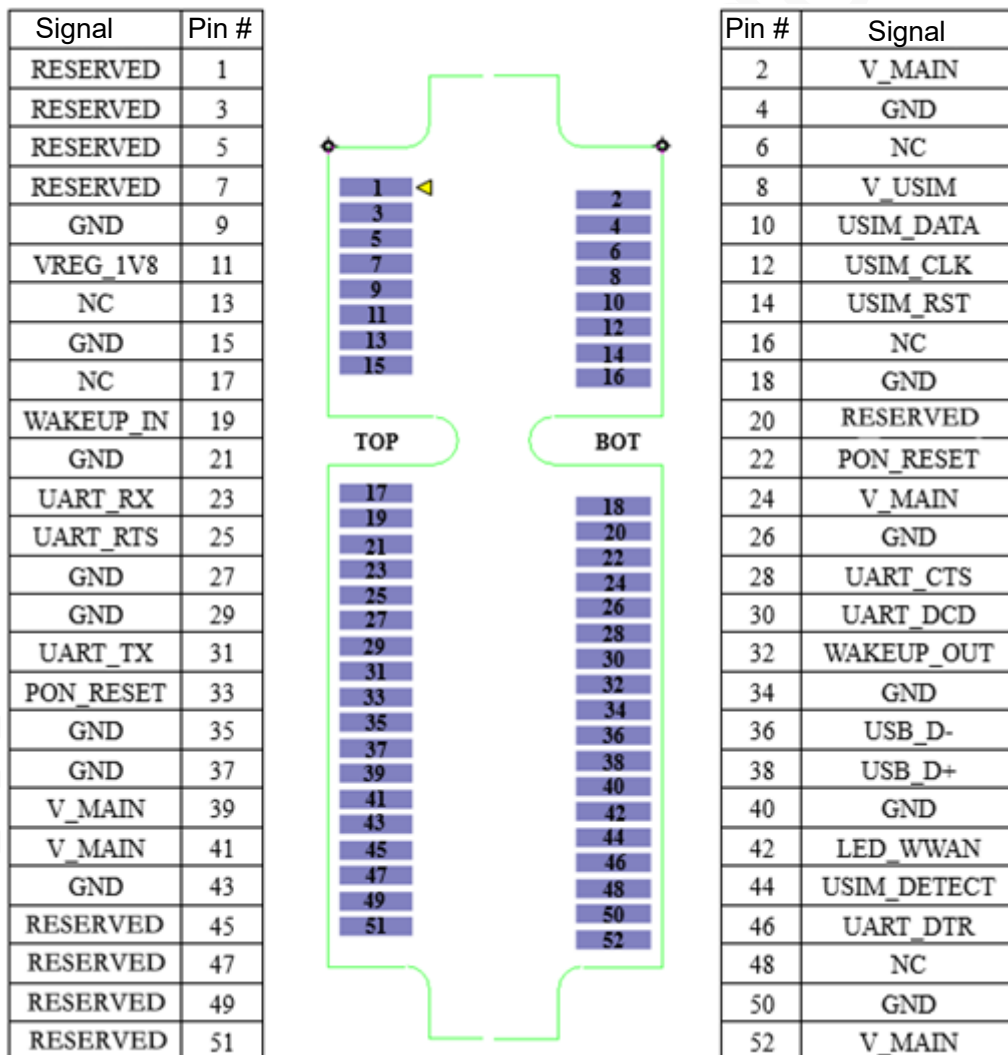 Signal Pin #
RESERVED 1
RESERVED 3
RESERVED 5
RESERVED 7
GND 9
VREG_1V8 11
NC 13
GND 15
NC 17
WAKEUP_IN 19
GND 21
UART_RX 23
UART_RTS 25
GND 27
GND 29
UART_TX 31
PON_RESET 33
GND 35
GND 37
V_MAIN 39
V_MAIN 41
GND 43
RESERVED 45
RESERVED 47
RESERVED 49
RESERVED 51
1
3
5
7
9
11
13
15
TOP
17
19
21
23
25
27
29
31
33
35
37
39
41
43
45
47
49
51
2
4
6
8
10
12
14
16
BOT
18
20
22
24
26
28
30
32
34
36
38
40
42
44
46
48
50
52
Pin # Signal
2 V_MAIN
4 GND
6 NC
8 V_USIM
10 USIM_DATA
12 USIM_CLK
14 USIM_RST
16 NC
18 GND
20 RESERVED
22 PON_RESET
24 V_MAIN
26 GND
28 UART_CTS
30 UART_DCD
32 WAKEUP_OUT
34 GND
36 USB_D-
38 USB_D+
40 GND
42 LED_WWAN
44 USIM_DETECT
46 UART_DTR
48 NC
50 GND
52 V_MAIN